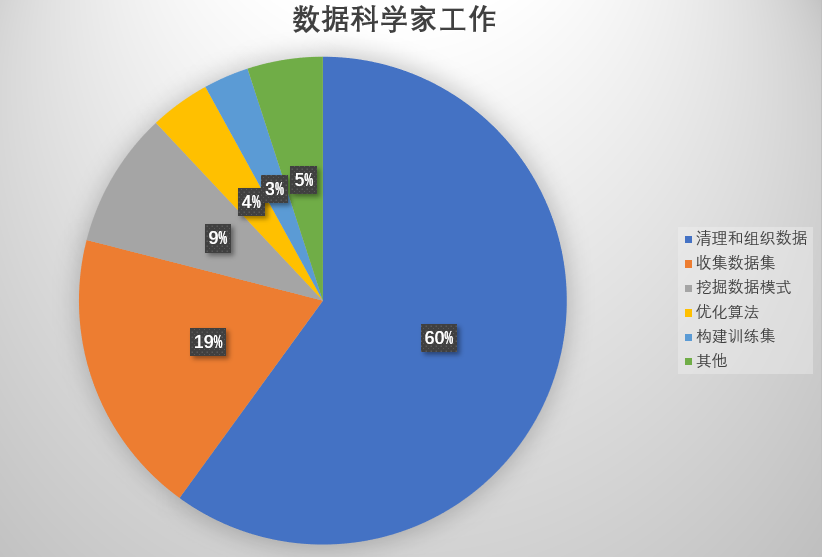 数据科学家工作
5%
3%
4%
9%
19%
60%
清理和组织数据
收集数据集
挖掘数据模式
优化算法
构建训练集
其他